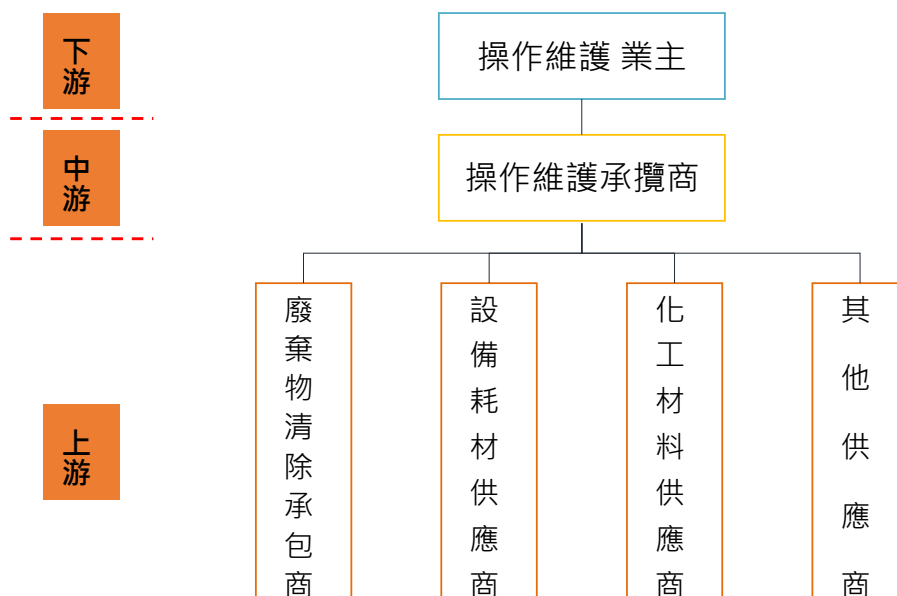 下游
操作維護 業主
中游
操作維護承攬商
上游
廢棄物清除承包商
設備耗材供應商
化工材料供應商
其他供應商